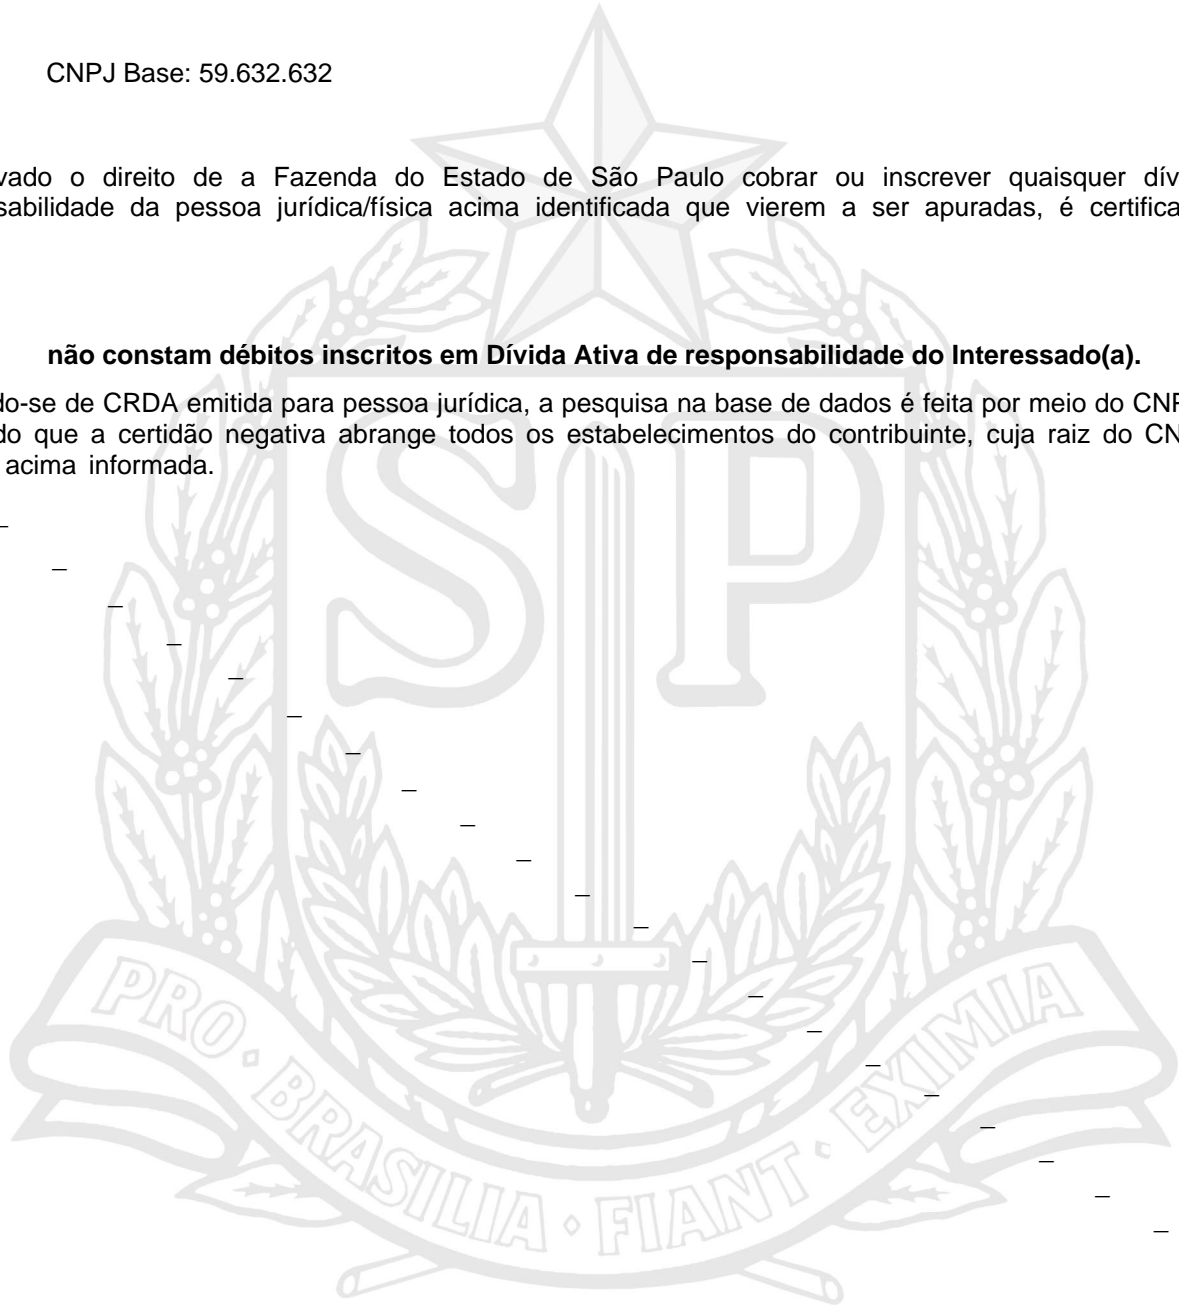 CNPJ Base: 59.632.632
vado o direito de a Fazenda do Estado de São Paulo cobrar ou inscrever quaisquer dív
sabilidade da pessoa jurídica/física acima identificada que vierem a ser apuradas, é certifica
não constam débitos inscritos em Dívida Ativa de responsabilidade do Interessado(a).
do-se de CRDA emitida para pessoa jurídica, a pesquisa na base de dados é feita por meio do CNP
do que a certidão negativa abrange todos os estabelecimentos do contribuinte, cuja raiz do CN
acima informada.
SP
PRO • BRASILIA • FIANT • EXIMIA